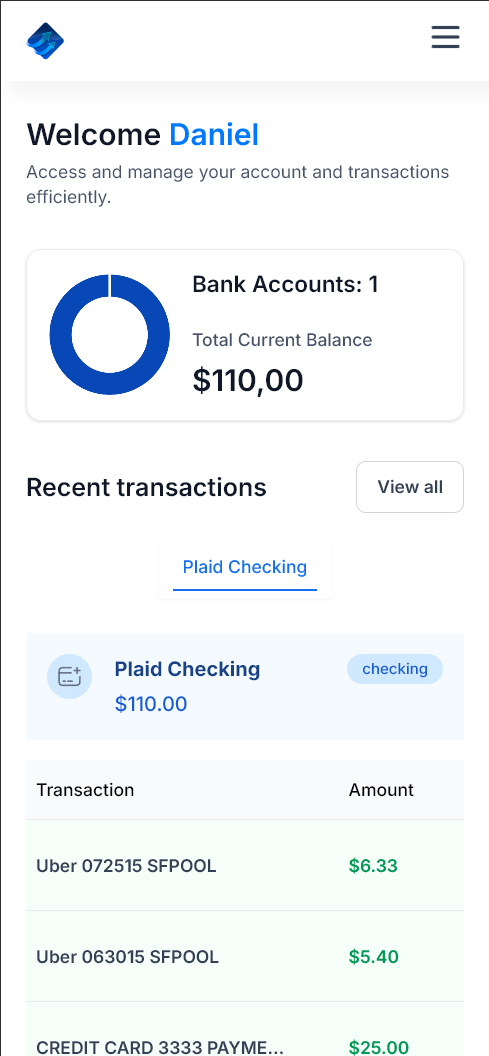 Welcome Daniel
Access and manage your account and transactions
efficiently.
Bank Accounts: 1
Total Current Balance
$110,00
Recent transactions
View all
Plaid Checking
Plaid Checking
checking
$110.00
Transaction Amount
Uber 072515 SFPOOL $6.33
Uber 063015 SFPOOL $5.40
CREDIT CARD 3333 PAYME... $25.00